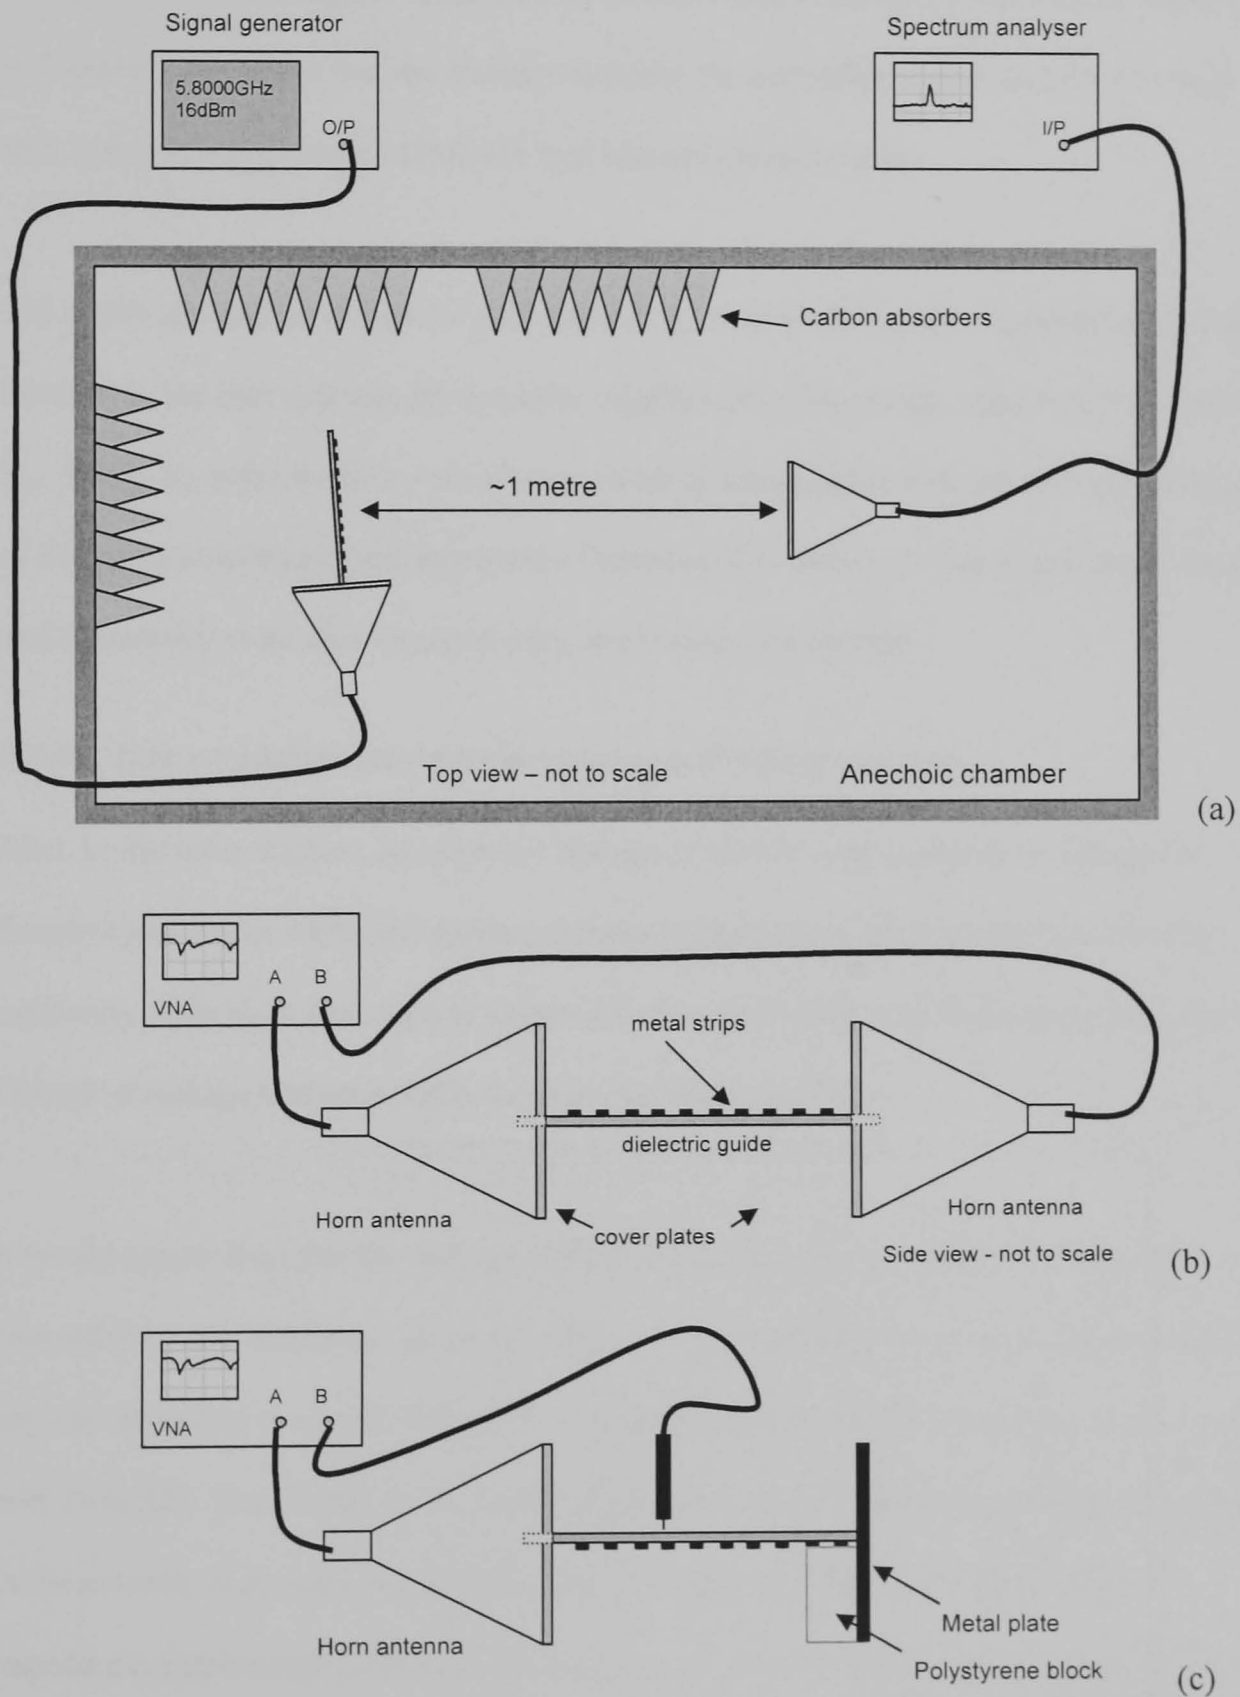 Signal generator
5.8000GHz
16dBm
O/P
Spectrum analyser
I/P
Carbon absorbers
~1 metre
Top view – not to scale
Anechoic chamber
(a)
A
B
VNA
metal strips
dielectric guide
Horn antenna
cover plates
Horn antenna
Side view - not to scale
(b)
A
B
VNA
Horn antenna
Metal plate
Polystyrene block
(c)